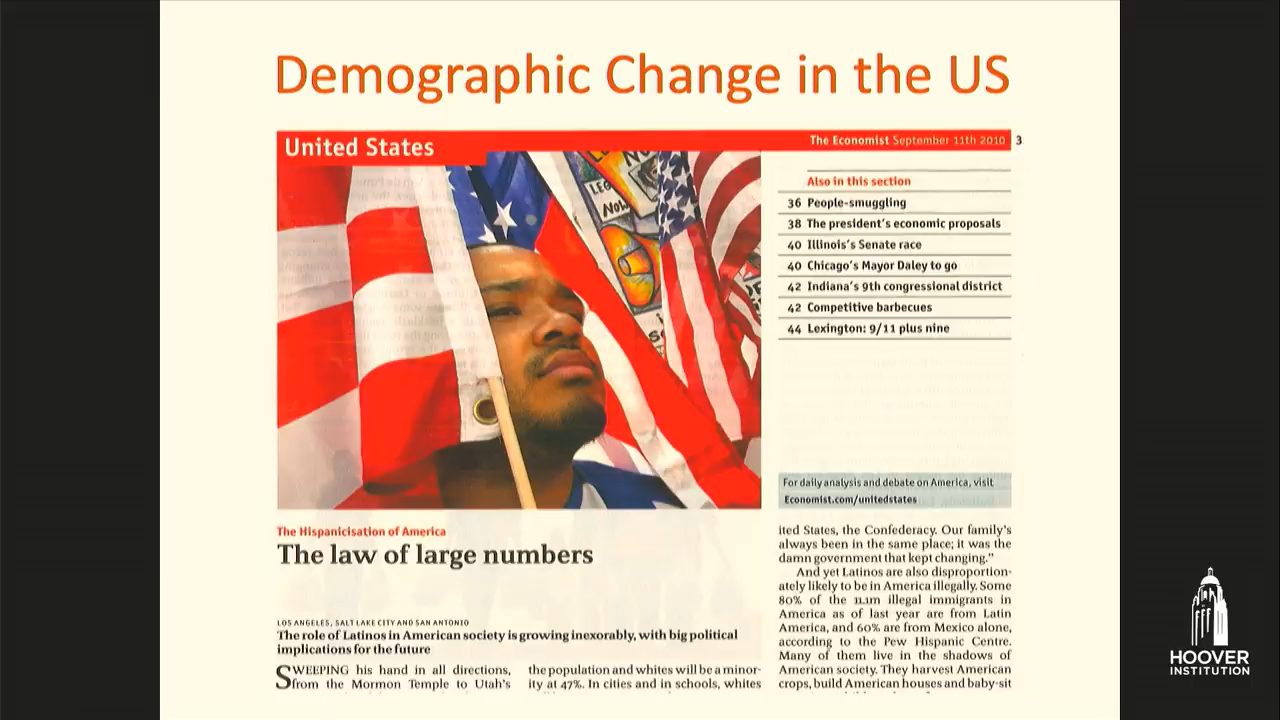 Demographic Change in the US
United States
The Economist September 11th 2010 3
LEG
NO
Now
Also in this section
36 People-smuggling
38 The president's economic proposals
40 Illinois's Senate race
40 Chicago's Mayor Daley to go
42 Indiana's 9th congressional district
42 Competitive barbecues
44 Lexington: 9/11 plus nine
For daily analysis and debate on America, visit
Economist.com/unitedstates
The Hispanicisation of America
The law of large numbers
LOS ANGELES, SALT LAKE CITY AND SAN ANTONIO
The role of Latinos in American society is growing inexorably, with big political
implications for the future
SWEEPING his hand in all directions,
from the Mormon Temple to Utah's
the population and whites will be a minor-
ity at 47%. In cities and in schools, whites
ited States, the Confederacy. Our family's
always been in the same place; it was the
damn government that kept changing."
And yet Latinos are also disproportion-
ately likely to be in America illegally. Some
80% of the 11.1m illegal immigrants in
America as of last year are from Latin
America, and 60% are from Mexico alone,
according to the Pew Hispanic Centre.
Many of them live in the shadows of
American society. They harvest American
crops, build American houses and baby-sit
HOOVER
INSTITUTION